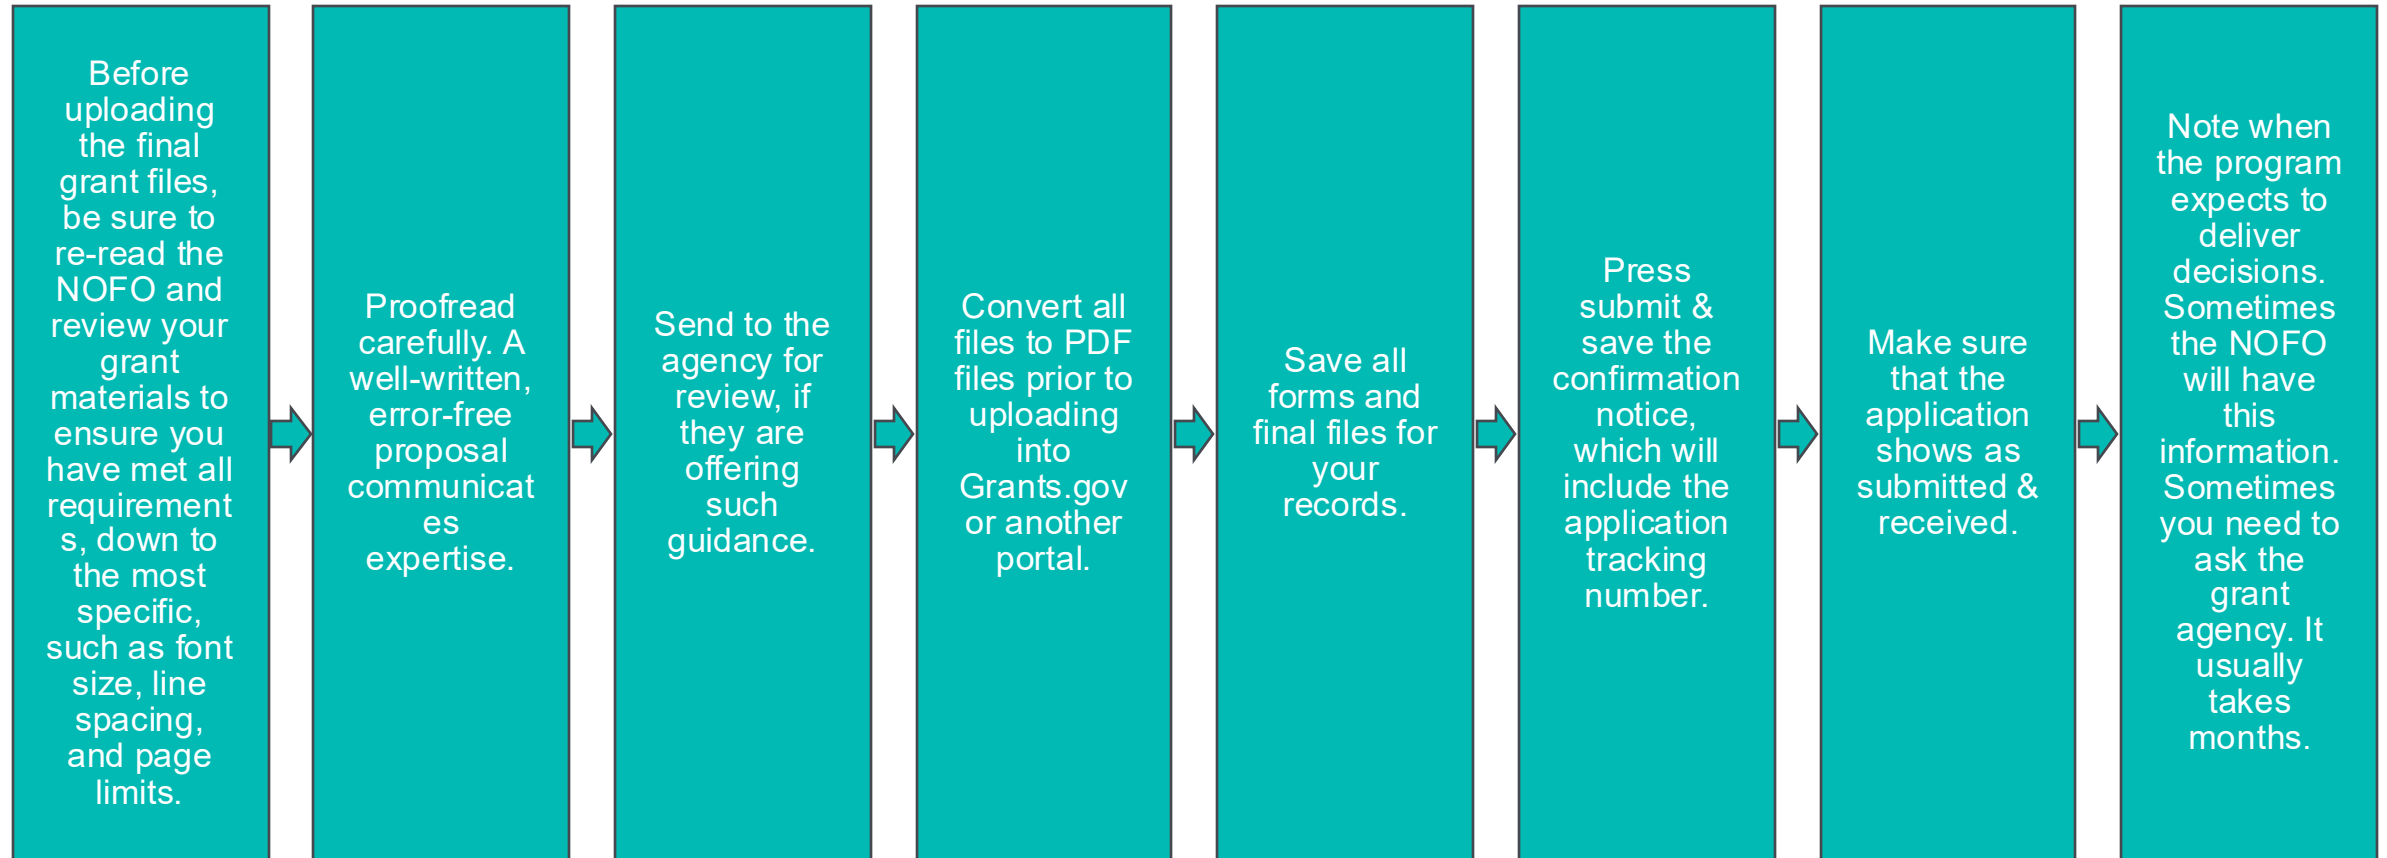 Before
uploading
the final
grant files,
be sure to
re-read the
NOFO and
review your
grant
materials to
ensure you
have met all
requirement
s, down to
the most
specific,
such as font
size, line
spacing,
and page
limits.
Proofread
carefully. A
well-written,
error-free
proposal
communicat
es
expertise.
Send to the
agency for
review, if
they are
offering
such
guidance.
Convert all
files to PDF
files prior to
uploading
into
Grants.gov
or another
portal.
Save all
forms and
final files for
your
records.
Press
submit &
save the
confirmation
notice,
which will
include the
application
tracking
number.
Make sure
that the
application
shows as
submitted &
received.
Note when
the program
expects to
deliver
decisions.
Sometimes
the NOFO
will have
this
information.
Sometimes
you need to
ask the
grant
agency. It
usually
takes
months.